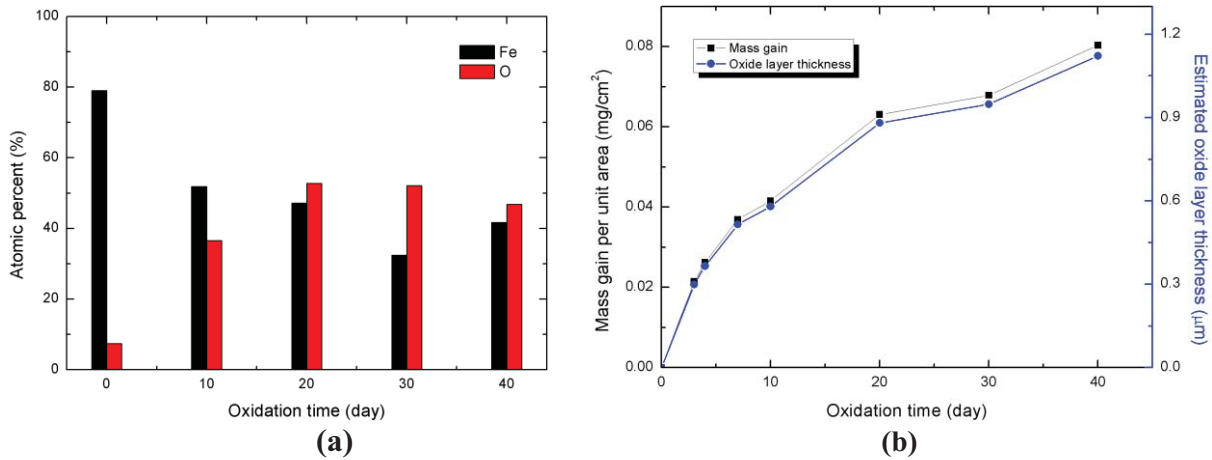 100
80
60
40
20
0
Atomic percent (%)
Fe
O
0 10 20 30 40
Oxidation time (day)
(a)
0.08
0.06
0.04
0.02
0.00
Mass gain per unit area (mg/cm²)
Mass gain
Oxide layer thickness
0 10 20 30 40
Oxidation time (day)
1.2
0.9
0.6
0.3
0.0
Estimated oxide layer thickness (μm)
(b)